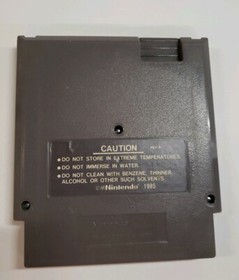 CAUTION
•DO NOT STORE IN EXTREME TEMPERATURES.
•DO NOT IMMERSE IN WATER.
•DO NOT CLEAN WITH BENZENE, THINNER,
ALCOHOL OR OTHER SUCH SOLVENTS.
©Nintendo 1985